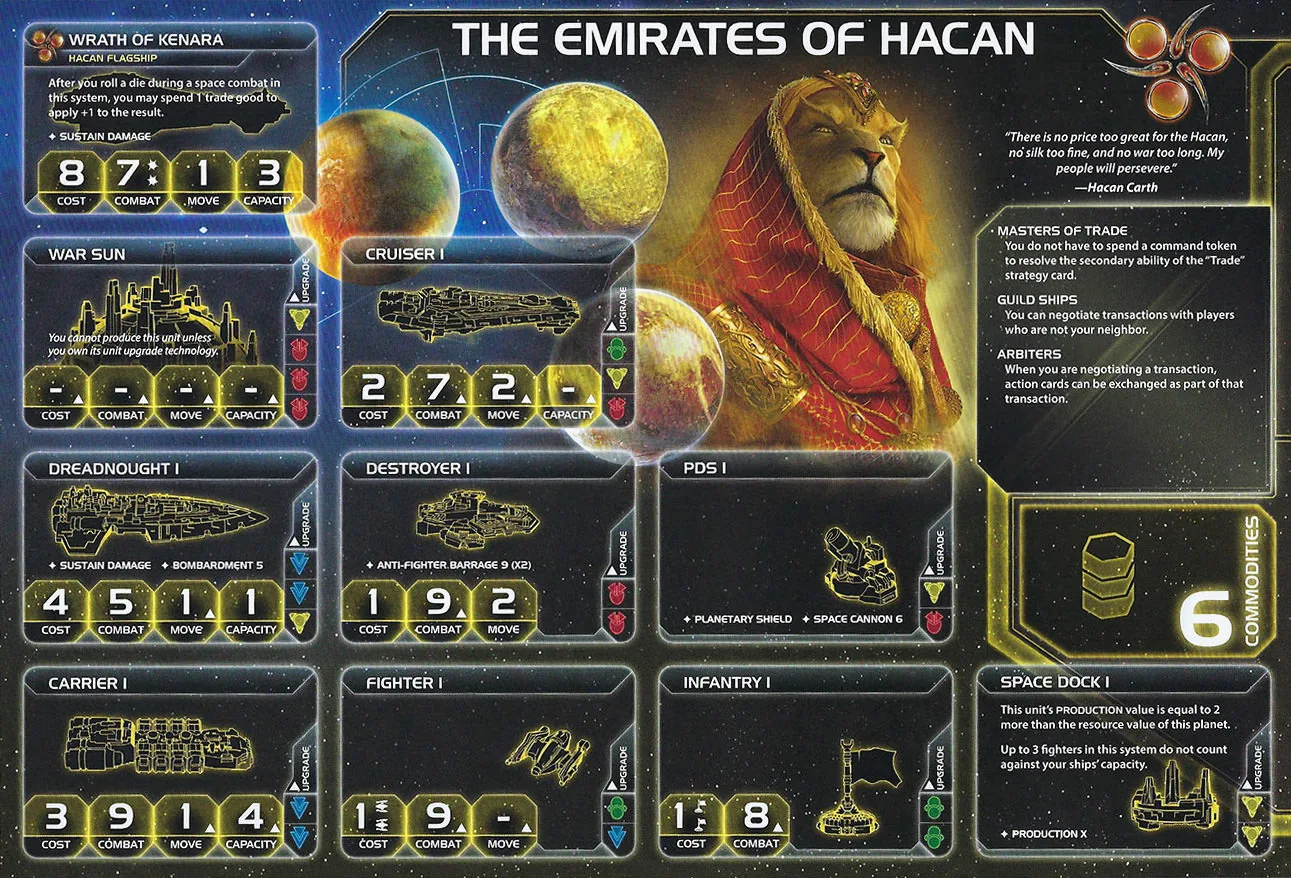 THE EMIRATES OF HACAN
WRATH OF KENARA
HACAN FLAGSHIP
After you roll a die during a space combat in
this system, you may spend 1 trade good to
apply +1 to the result.
SUSTAIN DAMAGE
8 7 1 3
COST COMBAT MOVE CAPACITY
"There is no price too great for the Hacan,
no silk too fine, and no war too long. My
people will persevere."
—Hacan Carth
MASTERS OF TRADE
You do not have to spend a command token
to resolve the secondary ability of the "Trade"
strategy card.
GUILD SHIPS
You can negotiate transactions with players
who are not your neighbor.
ARBITERS
When you are negotiating a transaction,
action cards can be exchanged as part of that
transaction.
WAR SUN
UPGRADE
You cannot produce this unit unless
you own its unit upgrade technology.
- - - -
COST COMBAT MOVE CAPACITY
CRUISER I
UPGRADE
2 7 2 -
COST COMBAT MOVE CAPACITY
DREADNOUGHT I
UPGRADE
SUSTAIN DAMAGE BOMBARDMENT 5
4 5 1 1
COST COMBAT MOVE CAPACITY
DESTROYER I
UPGRADE
ANTI-FIGHTER BARRAGE 9 (X2)
1 9 2
COST COMBAT MOVE
PDS I
UPGRADE
PLANETARY SHIELD SPACE CANNON 6
6
COMMODITIES
CARRIER I
UPGRADE
3 9 1 4
COST COMBAT MOVE CAPACITY
FIGHTER I
UPGRADE
1 9 -
COST COMBAT MOVE
INFANTRY I
UPGRADE
1 8
COST COMBAT
SPACE DOCK I
This unit's PRODUCTION value is equal to 2
more than the resource value of this planet.
Up to 3 fighters in this system do not count
against your ships' capacity.
UPGRADE
PRODUCTION X